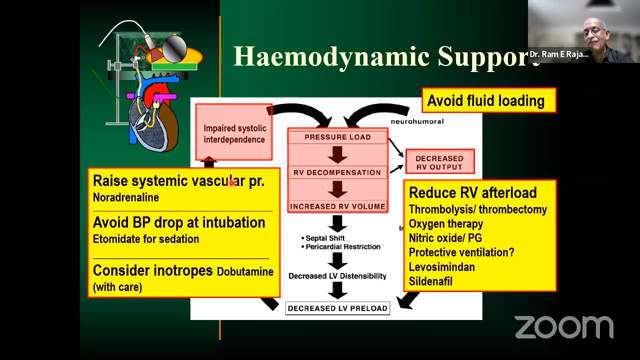 Dr. Ram E Raja...
Haemodynamic Support
Avoid fluid loading
neurohumoral
Impaired systolic
interdependence
PRESSURE LOAD
RV DECOMPENSATION
INCREASED RV VOLUME
DECREASED
RV OUTPUT
Raise systemic vascular pr.
Noradrenaline
Avoid BP drop at intubation
Etomidate for sedation
Consider inotropes Dobutamine
(with care)
Reduce RV afterload
Thrombolysis/ thrombectomy
Oxygen therapy
Nitric oxide/ PG
Protective ventilation?
Levosimindan
Sildenafil
• Septal Shift
• Pericardial Restriction
Decreased LV Distensibility
DECREASED LV PRELOAD
zoom